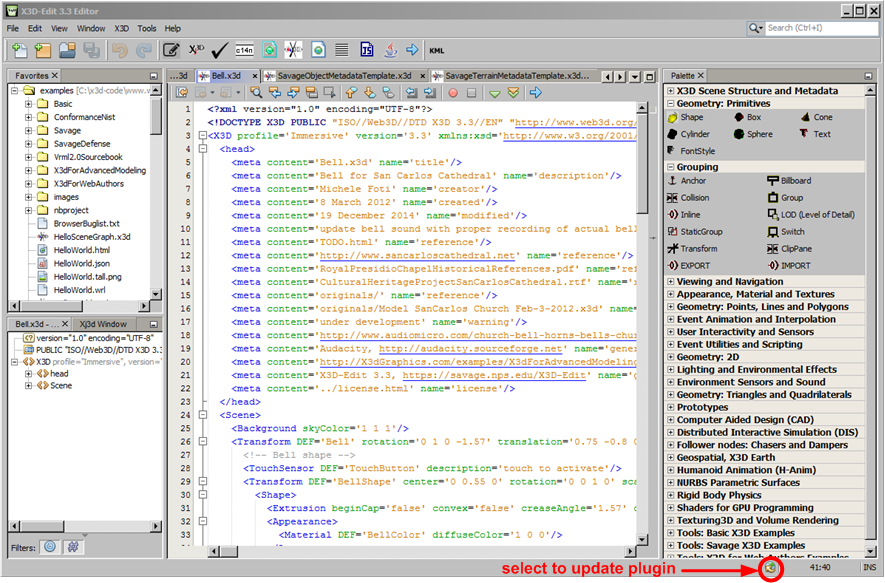 X3D-Edit 3.3 Editor
File Edit View Window X3D Tools Help
Search (Ctrl+I)
X3D c14n JS KML
Favorites
examples [C:\x3d-code\www.w
Basic
ConformanceNist
Savage
SavageDefense
Vrml2.0Sourcebook
X3dForAdvancedModeling
X3dForWebAuthors
images
nbproject
BrowserBuglist.txt
HelloSceneGraph.x3d
HelloWorld.html
HelloWorld.json
HelloWorld.tail.png
HelloWorld.wrl
Bell.x3d - ... Xj3d Window
version="1.0" encoding="UTF-8"
PUBLIC "ISO//Web3D//DTD X3D 3.
X3D profile="Immersive", version="
head
Scene
Filters:
...3d Bell.x3d SavageObjectMetadataTemplate.x3d SavageTerrainMetadataTemplate.x3d...
1 <?xml version="1.0" encoding="UTF-8"?>
2 <!DOCTYPE X3D PUBLIC "ISO//Web3D//DTD X3D 3.3//EN" "http://www.web3d.org/
3 <X3D profile='Immersive' version='3.3' xmlns:xsd='http://www.w3.org/2001/
4 <head>
5 <meta content='Bell.x3d' name='title'/>
6 <meta content='Bell for San Carlos Cathedral' name='description'/>
7 <meta content='Michele Foti' name='creator'/>
8 <meta content='8 March 2012' name='created'/>
9 <meta content='19 December 2014' name='modified'/>
10 <meta content='update bell sound with proper recording of actual bell
11 <meta content='TODO.html' name='reference'/>
12 <meta content='http://www.sancarloscathedral.net' name='reference'/>
13 <meta content='RoyalPresidioChapelHistoricalReferences.pdf' name='re
14 <meta content='CulturalHeritageProjectSanCarlosCathedral.rtf' name='
15 <meta content='originals/' name='reference'/>
16 <meta content='originals/Model SanCarlos Church Feb-3-2012.x3d' name=
17 <meta content='under development' name='warning'/>
18 <meta content='http://www.audiomicro.com/church-bell-horns-bells-chur
19 <meta content='Audacity, http://audacity.sourceforge.net' name='gener
20 <meta content='http://X3dGraphics.com/examples/X3dForAdvancedModeling
21 <meta content='X3D-Edit 3.3, https://savage.nps.edu/X3D-Edit' name='g
22 <meta content='../license.html' name='license'/>
23 </head>
24 <Scene>
25 <Background skyColor='1 1 1'/>
26 <Transform DEF='Bell' rotation='0 1 0 -1.57' translation='0.75 -0.8 0
27 <!-- Bell shape -->
28 <TouchSensor DEF='TouchButton' description='touch to activate'/>
29 <Transform DEF='BellShape' center='0 0.55 0' rotation='0 0 1 0' sca
30 <Shape>
31 <Extrusion beginCap='false' convex='false' creaseAngle='1.57' c
32 <Appearance>
33 <Material DEF='BellColor' diffuseColor='1 0 0'/>
34
Palette
X3D Scene Structure and Metadata
Geometry: Primitives
Shape Box Cone
Cylinder Sphere Text
FontStyle
Grouping
Anchor Billboard
Collision Group
Inline LOD (Level of Detail)
StaticGroup Switch
Transform ClipPlane
EXPORT IMPORT
Viewing and Navigation
Appearance, Material and Textures
Geometry: Points, Lines and Polygons
Event Animation and Interpolation
User Interactivity and Sensors
Event Utilities and Scripting
Geometry: 2D
Lighting and Environmental Effects
Environment Sensors and Sound
Geometry: Triangles and Quadrilaterals
Prototypes
Computer Aided Design (CAD)
Distributed Interactive Simulation (DIS)
Follower nodes: Chasers and Dampers
Geospatial, X3D Earth
Humanoid Animation (H-Anim)
NURBS Parametric Surfaces
Rigid Body Physics
Shaders for GPU Programming
Texturing3D and Volume Rendering
Tools: Basic X3D Examples
Tools: Savage X3D Examples
Tools: X3D for Web Authors Examples
select to update plugin
41:40 INS